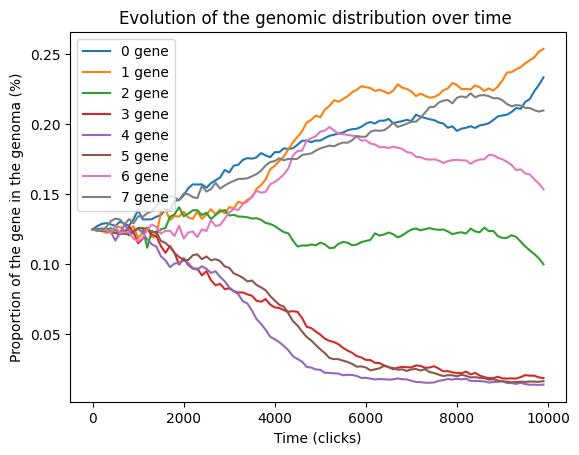 Evolution of the genomic distribution over time
Proportion of the gene in the genoma (%)
0.25
0.20
0.15
0.10
0.05
0 gene
1 gene
2 gene
3 gene
4 gene
5 gene
6 gene
7 gene
0
2000
4000
6000
8000
10000
Time (clicks)